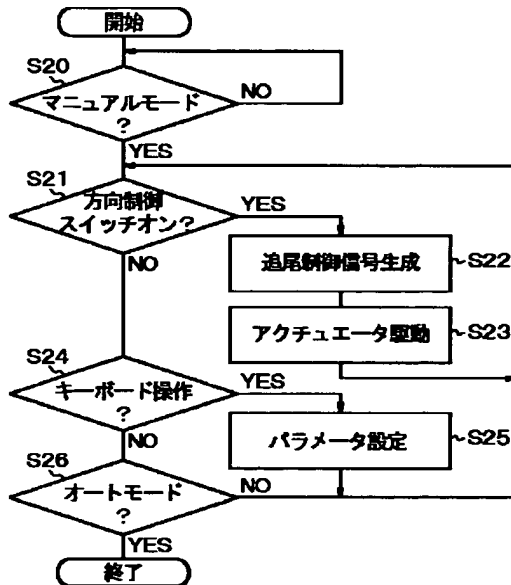 開始
S20
マニュアルモード
?
NO
YES
S21
方向制御
スイッチオン?
YES
NO
追尾制御信号生成
S22
アクチュエータ駆動
S23
S24
キーボード操作
?
YES
NO
パラメータ設定
S25
S26
オートモード
?
NO
YES
終了